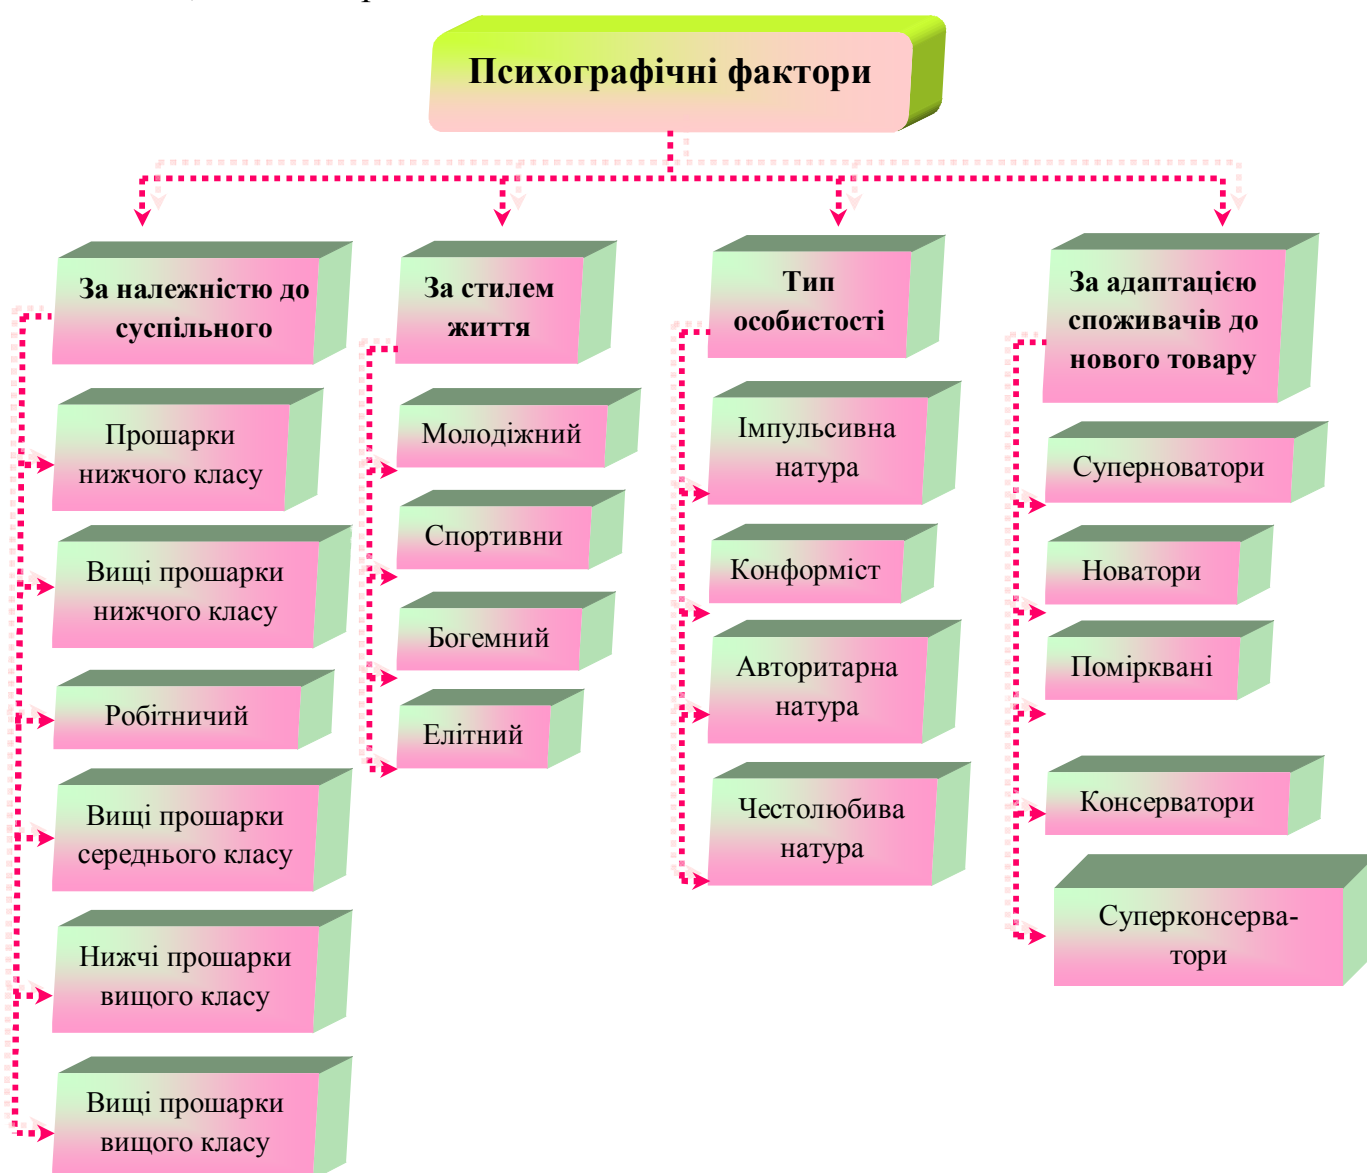 Психографічні фактори
За належністю до
суспільного
Прошарки
нижчого класу
Вищі прошарки
нижчого класу
Робітничий
Вищі прошарки
середнього класу
Нижчі прошарки
вищого класу
Вищі прошарки
вищого класу
За стилем
життя
Молодіжний
Спортивни
Богемний
Елітний
Тип
особистості
Імпульсивна
натура
Конформіст
Авторитарна
натура
Честолюбива
натура
За адаптацією
споживачів до
нового товару
Суперноватори
Новатори
Помірквані
Консерватори
Суперконсерва-
тори